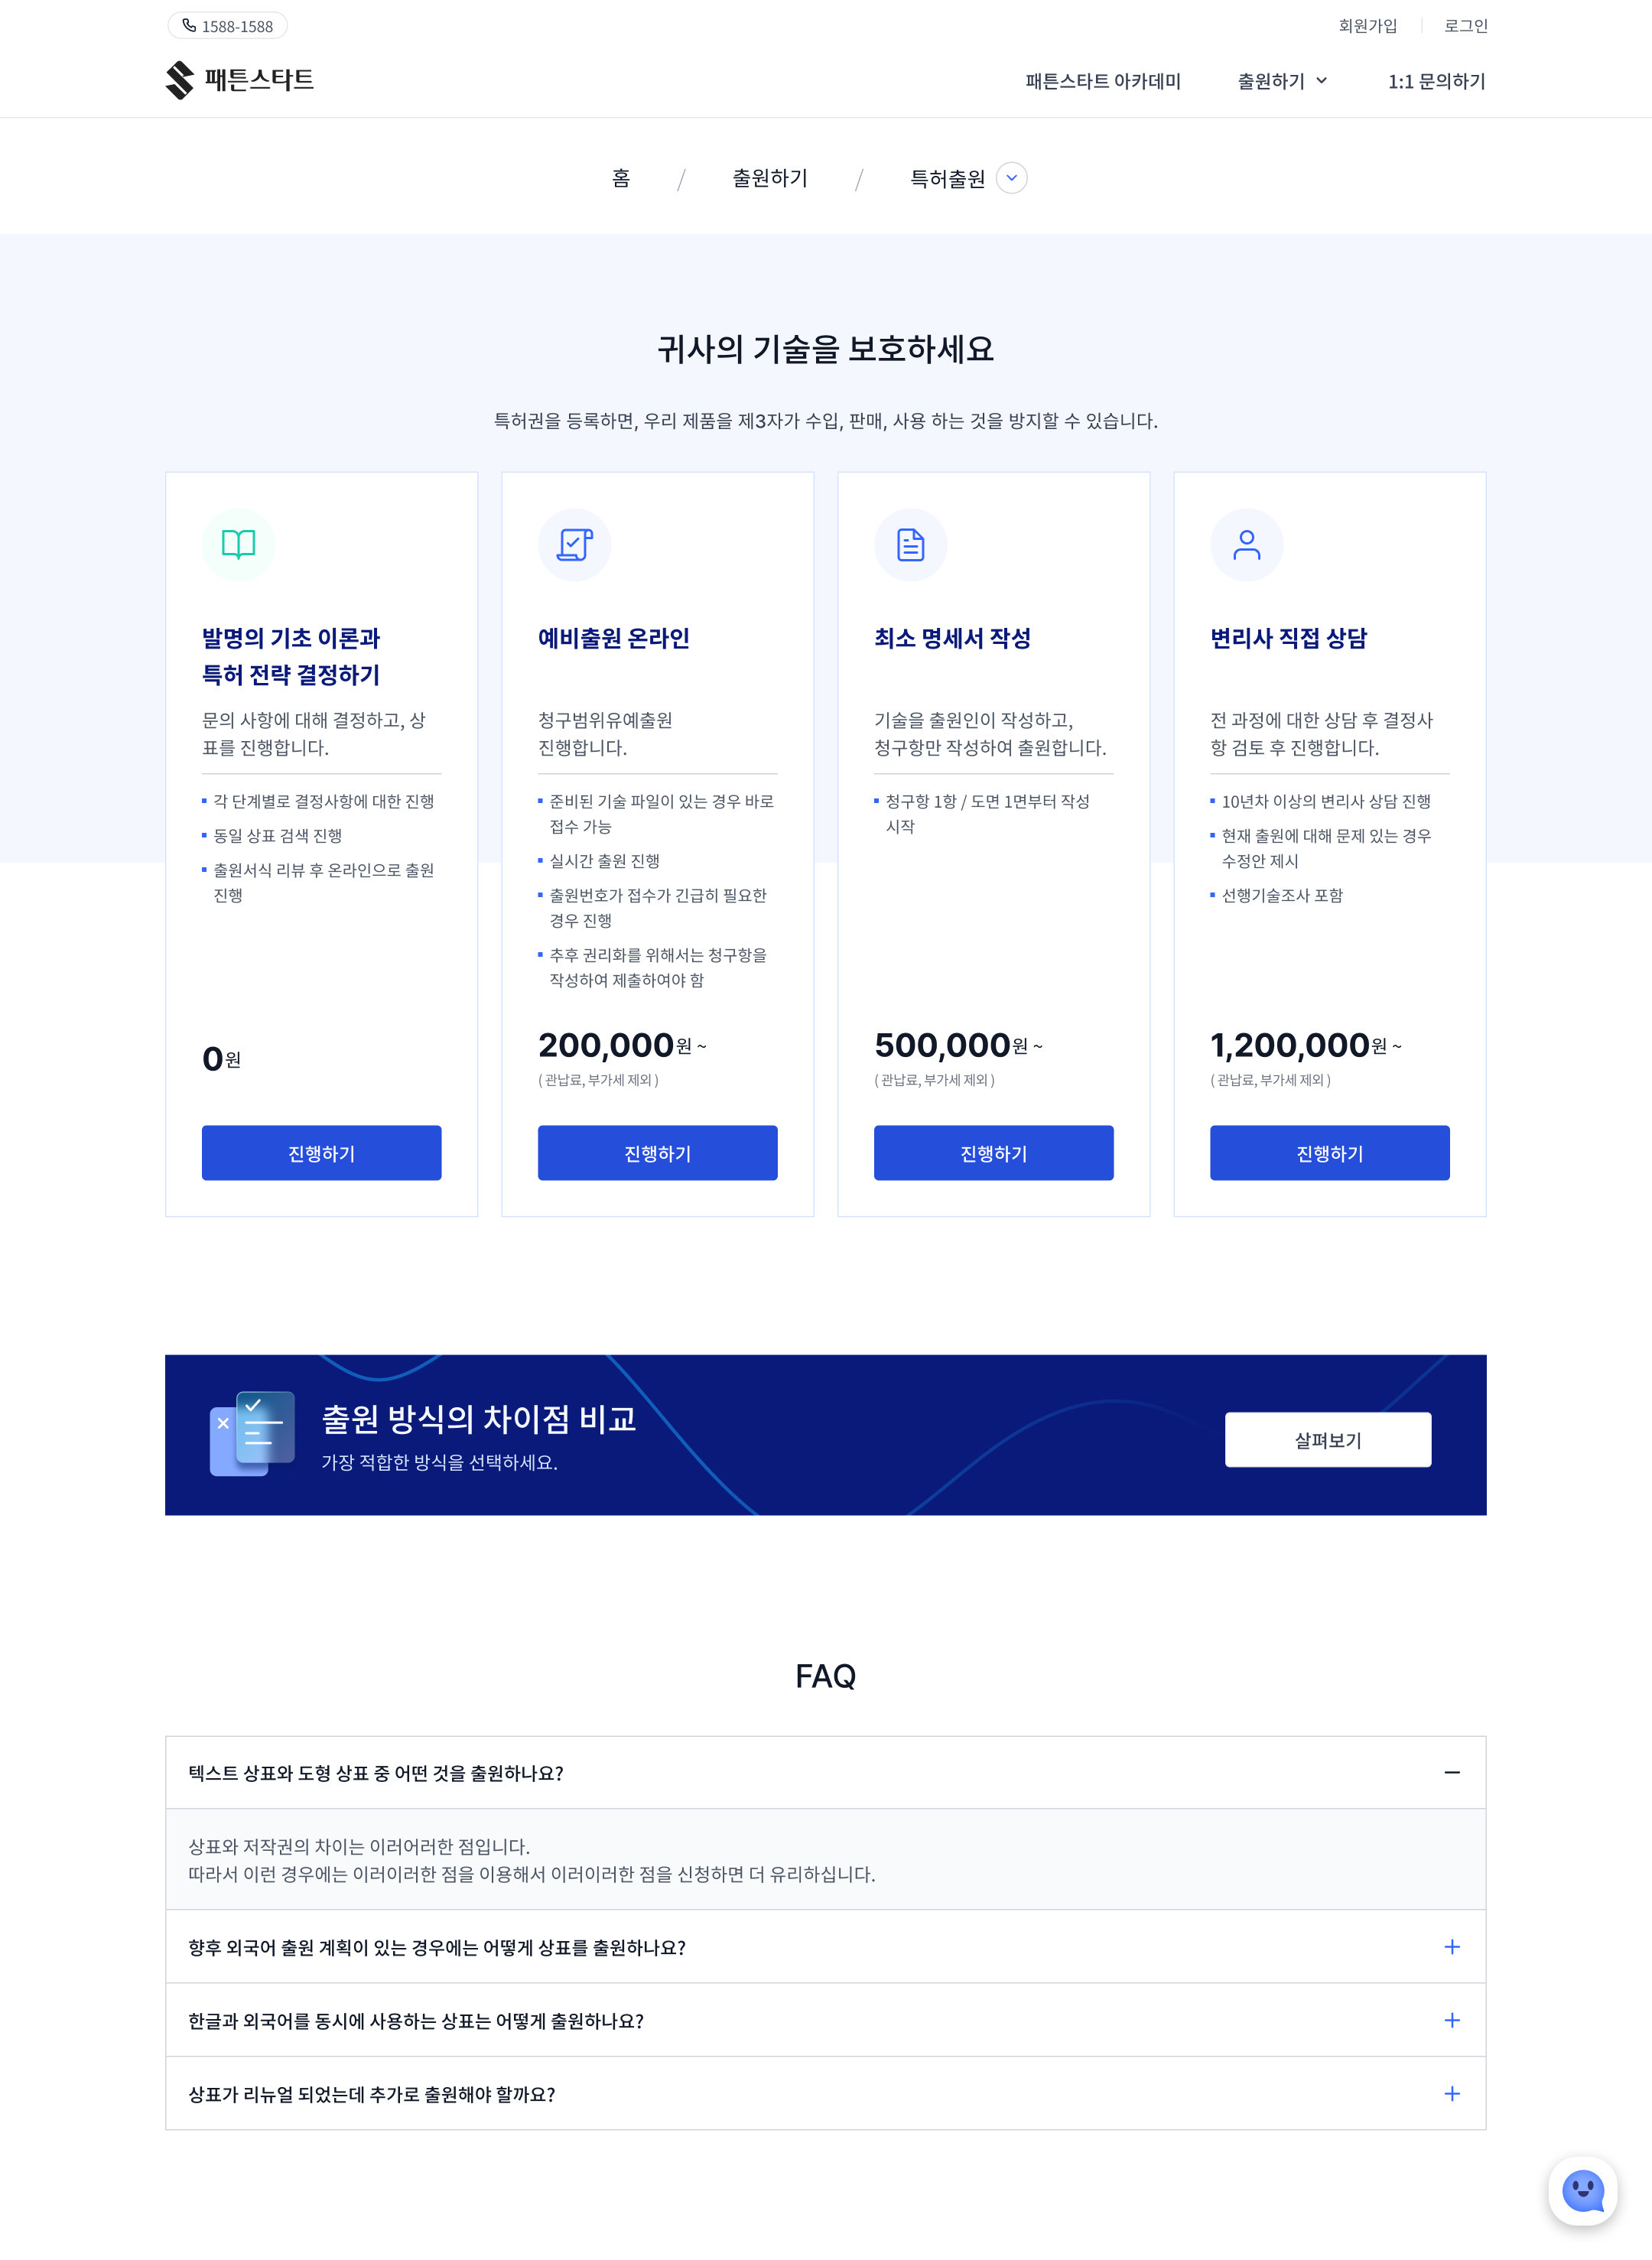 1588-1588
회원가입
로그인
패튼스타트
패튼스타트 아카데미
출원하기
1:1 문의하기
홈 / 출원하기 / 특허출원
귀사의 기술을 보호하세요
특허권을 등록하면, 우리 제품을 제3자가 수입, 판매, 사용 하는 것을 방지할 수 있습니다.
발명의 기초 이론과
특허 전략 결정하기
문의 사항에 대해 결정하고, 상
표를 진행합니다.
각 단계별로 결정사항에 대한 진행
동일 상표 검색 진행
출원서식 리뷰 후 온라인으로 출원
진행
0원
진행하기
예비출원 온라인
청구범위유예출원
진행합니다.
준비된 기술 파일이 있는 경우 바로
접수 가능
실시간 출원 진행
출원번호가 접수가 긴급히 필요한
경우 진행
추후 권리화를 위해서는 청구항을
작성하여 제출하여야 함
200,000원 ~
( 관납료, 부가세 제외 )
진행하기
최소 명세서 작성
기술을 출원인이 작성하고,
청구항만 작성하여 출원합니다.
청구항 1항 / 도면 1면부터 작성
시작
500,000원 ~
( 관납료, 부가세 제외 )
진행하기
변리사 직접 상담
전 과정에 대한 상담 후 결정사
항 검토 후 진행합니다.
10년차 이상의 변리사 상담 진행
현재 출원에 대해 문제 있는 경우
수정안 제시
선행기술조사 포함
1,200,000원 ~
( 관납료, 부가세 제외 )
진행하기
출원 방식의 차이점 비교
가장 적합한 방식을 선택하세요.
살펴보기
FAQ
텍스트 상표와 도형 상표 중 어떤 것을 출원하나요?
상표와 저작권의 차이는 이러어러한 점입니다.
따라서 이런 경우에는 이러이러한 점을 이용해서 이러이러한 점을 신청하면 더 유리하십니다.
향후 외국어 출원 계획이 있는 경우에는 어떻게 상표를 출원하나요?
한글과 외국어를 동시에 사용하는 상표는 어떻게 출원하나요?
상표가 리뉴얼 되었는데 추가로 출원해야 할까요?